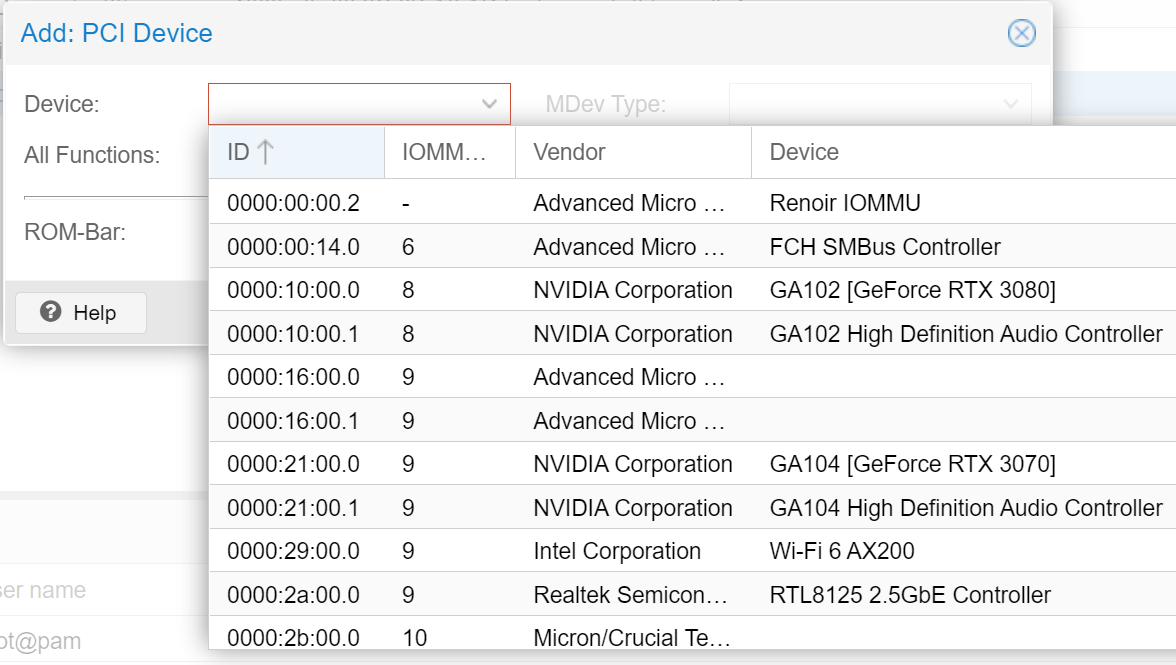 Add: PCI Device
Device:
MDev Type:
All Functions:
ROM-Bar:
Help
ID IOMM… Vendor Device
0000:00:00.2 - Advanced Micro … Renoir IOMMU
0000:00:14.0 6 Advanced Micro … FCH SMBus Controller
0000:10:00.0 8 NVIDIA Corporation GA102 [GeForce RTX 3080]
0000:10:00.1 8 NVIDIA Corporation GA102 High Definition Audio Controller
0000:16:00.0 9 Advanced Micro …
0000:16:00.1 9 Advanced Micro …
0000:21:00.0 9 NVIDIA Corporation GA104 [GeForce RTX 3070]
0000:21:00.1 9 NVIDIA Corporation GA104 High Definition Audio Controller
0000:29:00.0 9 Intel Corporation Wi-Fi 6 AX200
0000:2a:00.0 9 Realtek Semicon… RTL8125 2.5GbE Controller
0000:2b:00.0 10 Micron/Crucial Te…
ser name
ot@pam